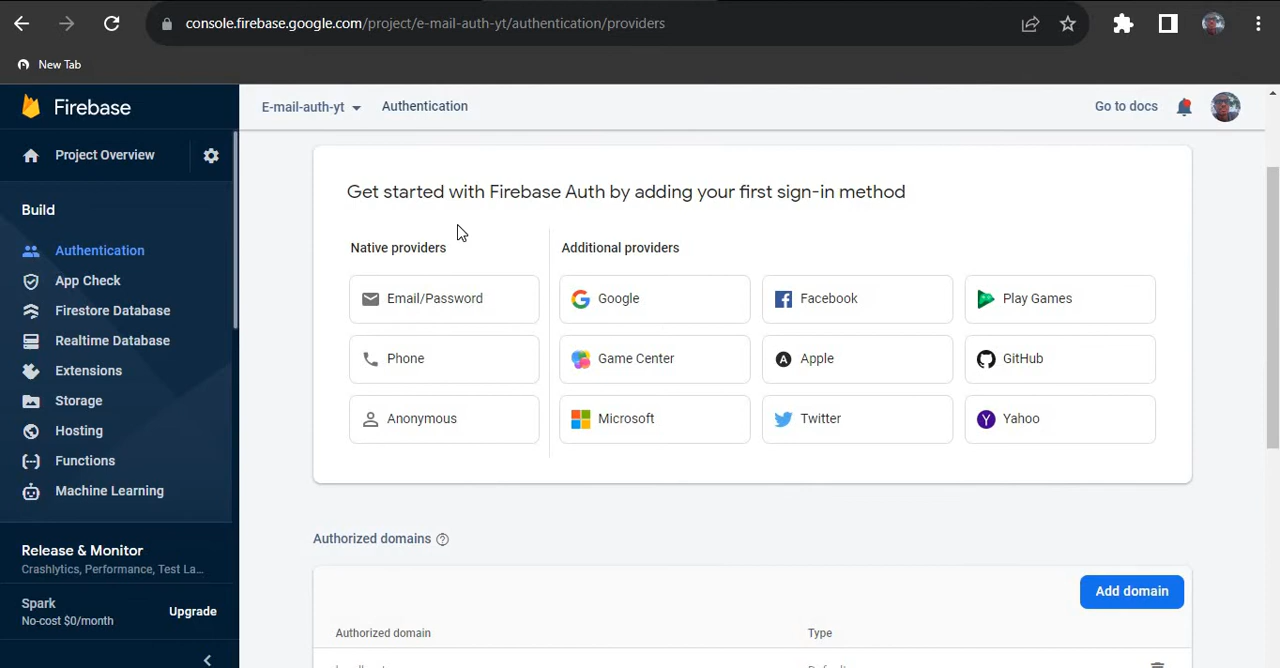 console.firebase.google.com/project/e-mail-auth-yt/authentication/providers
New Tab
Firebase
E-mail-auth-yt
Authentication
Go to docs
Project Overview
Build
Authentication
App Check
Firestore Database
Realtime Database
Extensions
Storage
Hosting
Functions
Machine Learning
Release & Monitor
Crashlytics, Performance, Test La...
Spark
No-cost $0/month
Upgrade
Get started with Firebase Auth by adding your first sign-in method
Native providers
Additional providers
Email/Password
Google
Facebook
Play Games
Phone
Game Center
Apple
GitHub
Anonymous
Microsoft
Twitter
Yahoo
Authorized domains
Add domain
Authorized domain
Type